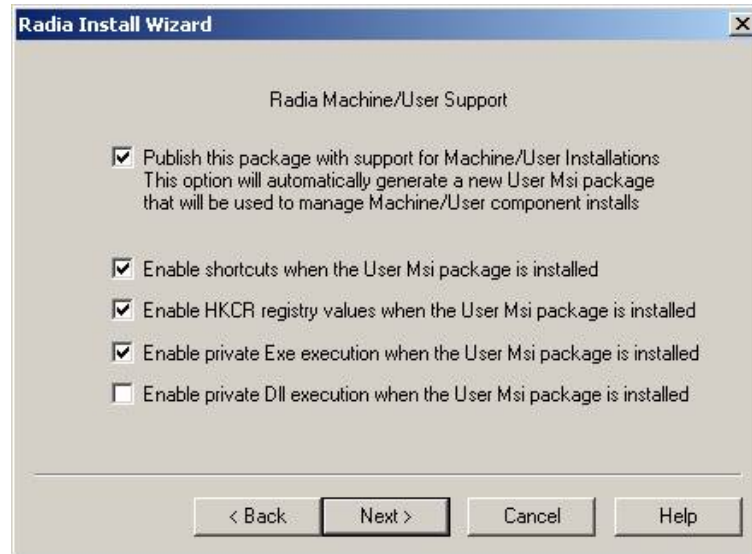 Radia Install Wizard
Radia Machine/User Support
Publish this package with support for Machine/User Installations
This option will automatically generate a new User Msi package
that will be used to manage Machine/User component installs
Enable shortcuts when the User Msi package is installed
Enable HKCR registry values when the User Msi package is installed
Enable private Exe execution when the User Msi package is installed
Enable private Dll execution when the User Msi package is installed
< Back Next > Cancel Help